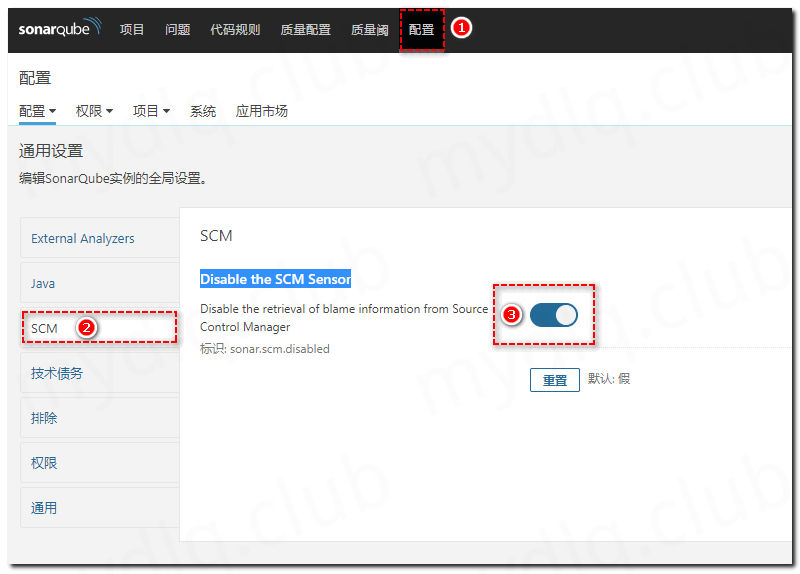 sonarqube 项目 问题 代码规则 质量配置 质量阈 配置 1
配置
配置 权限 项目 系统 应用市场
通用设置
编辑SonarQube实例的全局设置。
External Analyzers
Java
SCM 2
技术债务
排除
权限
通用
SCM
Disable the SCM Sensor
Disable the retrieval of blame information from Source
Control Manager
标识: sonar.scm.disabled
3
重置 默认: 假
mydlq.club
mydlq.club
mydlq.club